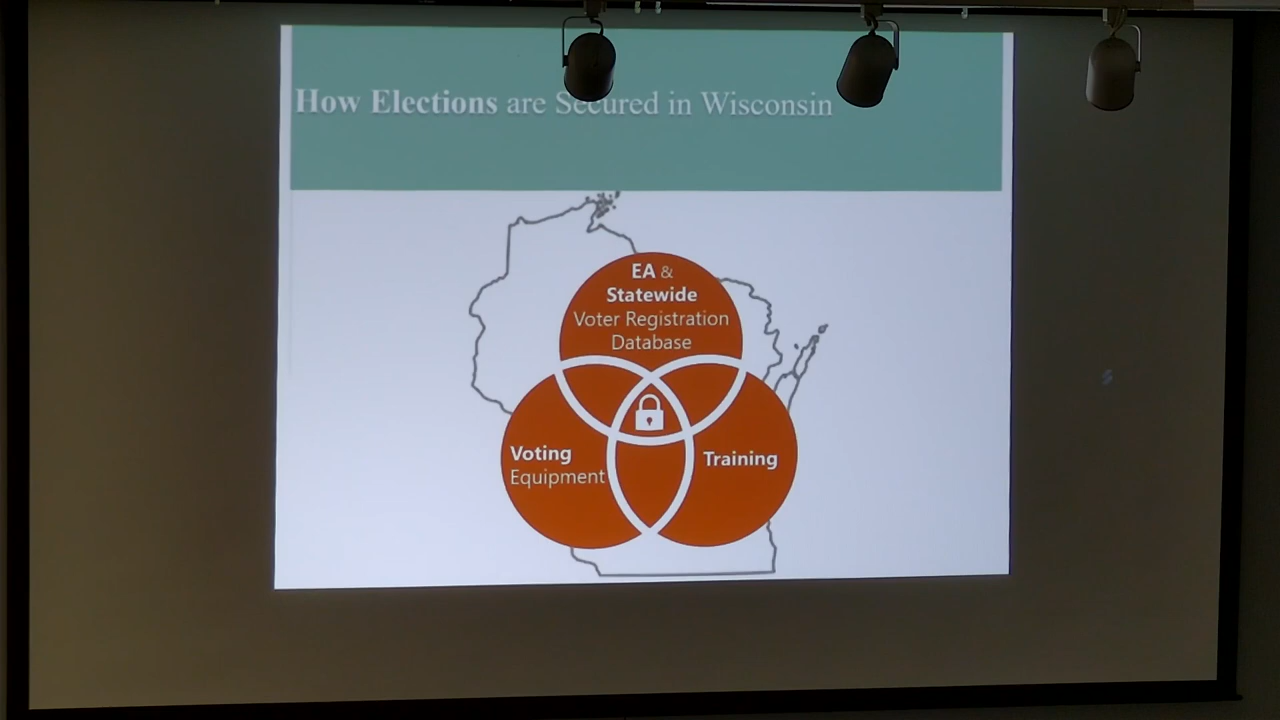 How Elections are Secured in Wisconsin
EA &
Statewide
Voter Registration
Database
Voting
Equipment
Training